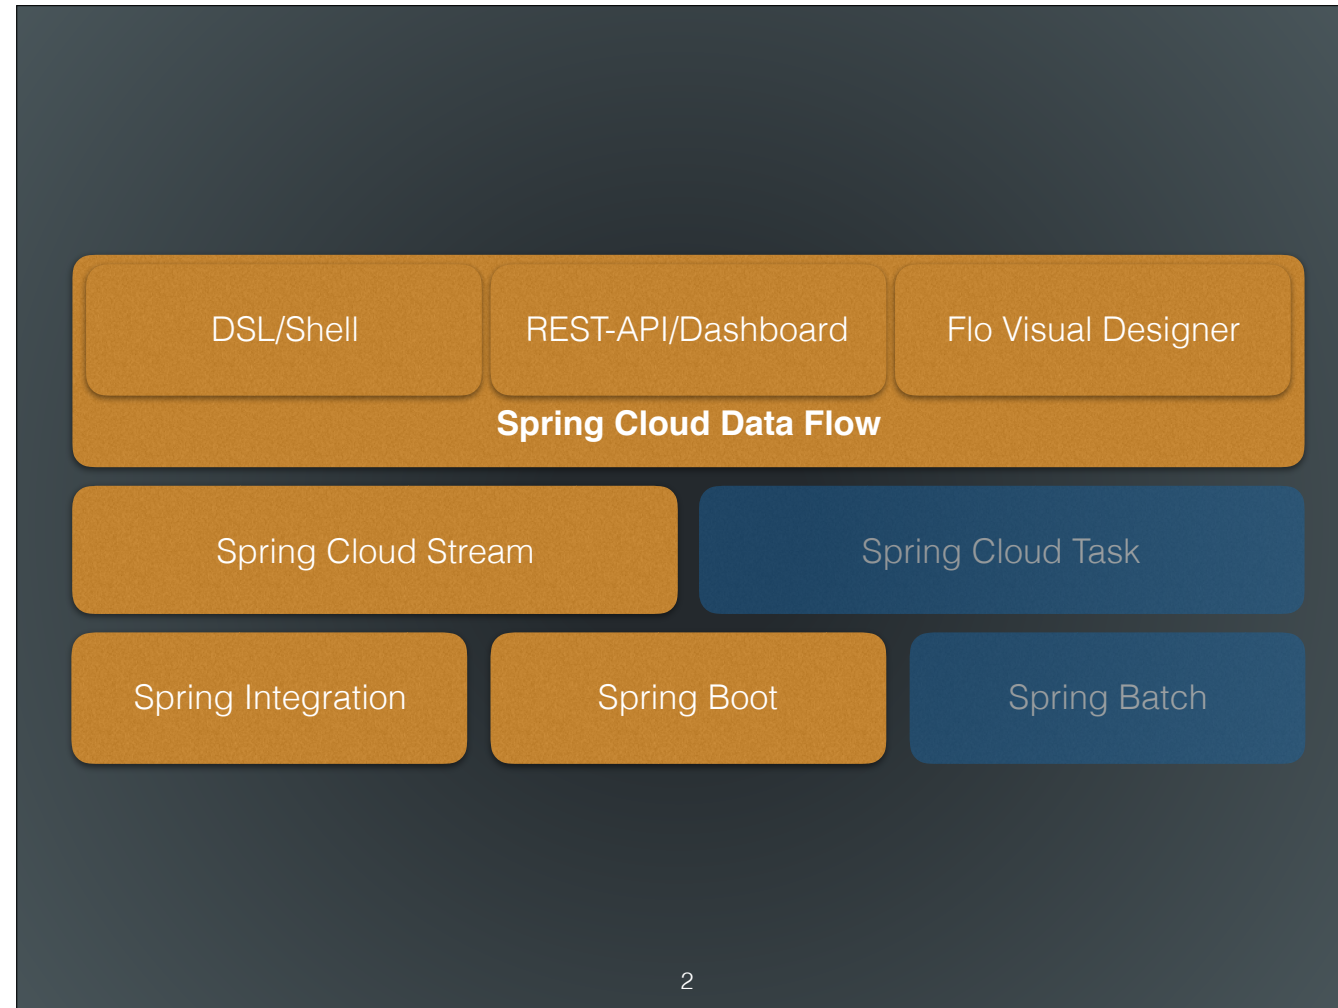 DSL/Shell
REST-API/Dashboard
Flo Visual Designer
Spring Cloud Data Flow
Spring Cloud Stream
Spring Cloud Task
Spring Integration
Spring Boot
Spring Batch
2